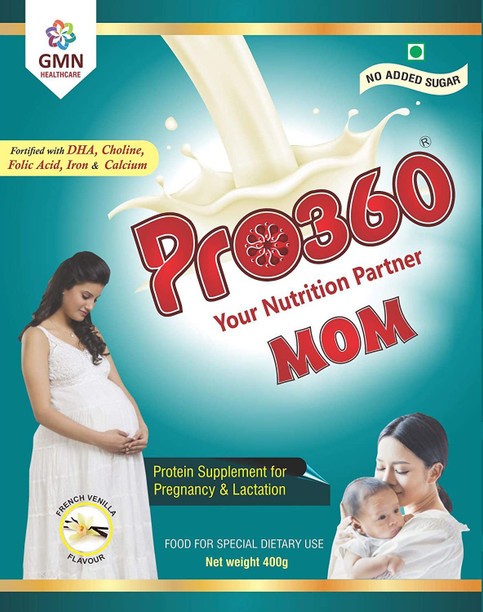 GMN
HEALTHCARE
NO ADDED SUGAR
Fortified with DHA, Choline,
Folic Acid, Iron & Calcium
PrO360®
Your Nutrition Partner
MOM
Protein Supplement for
Pregnancy & Lactation
FRENCH VENILLA
FLAVOUR
FOOD FOR SPECIAL DIETARY USE
Net weight 400g